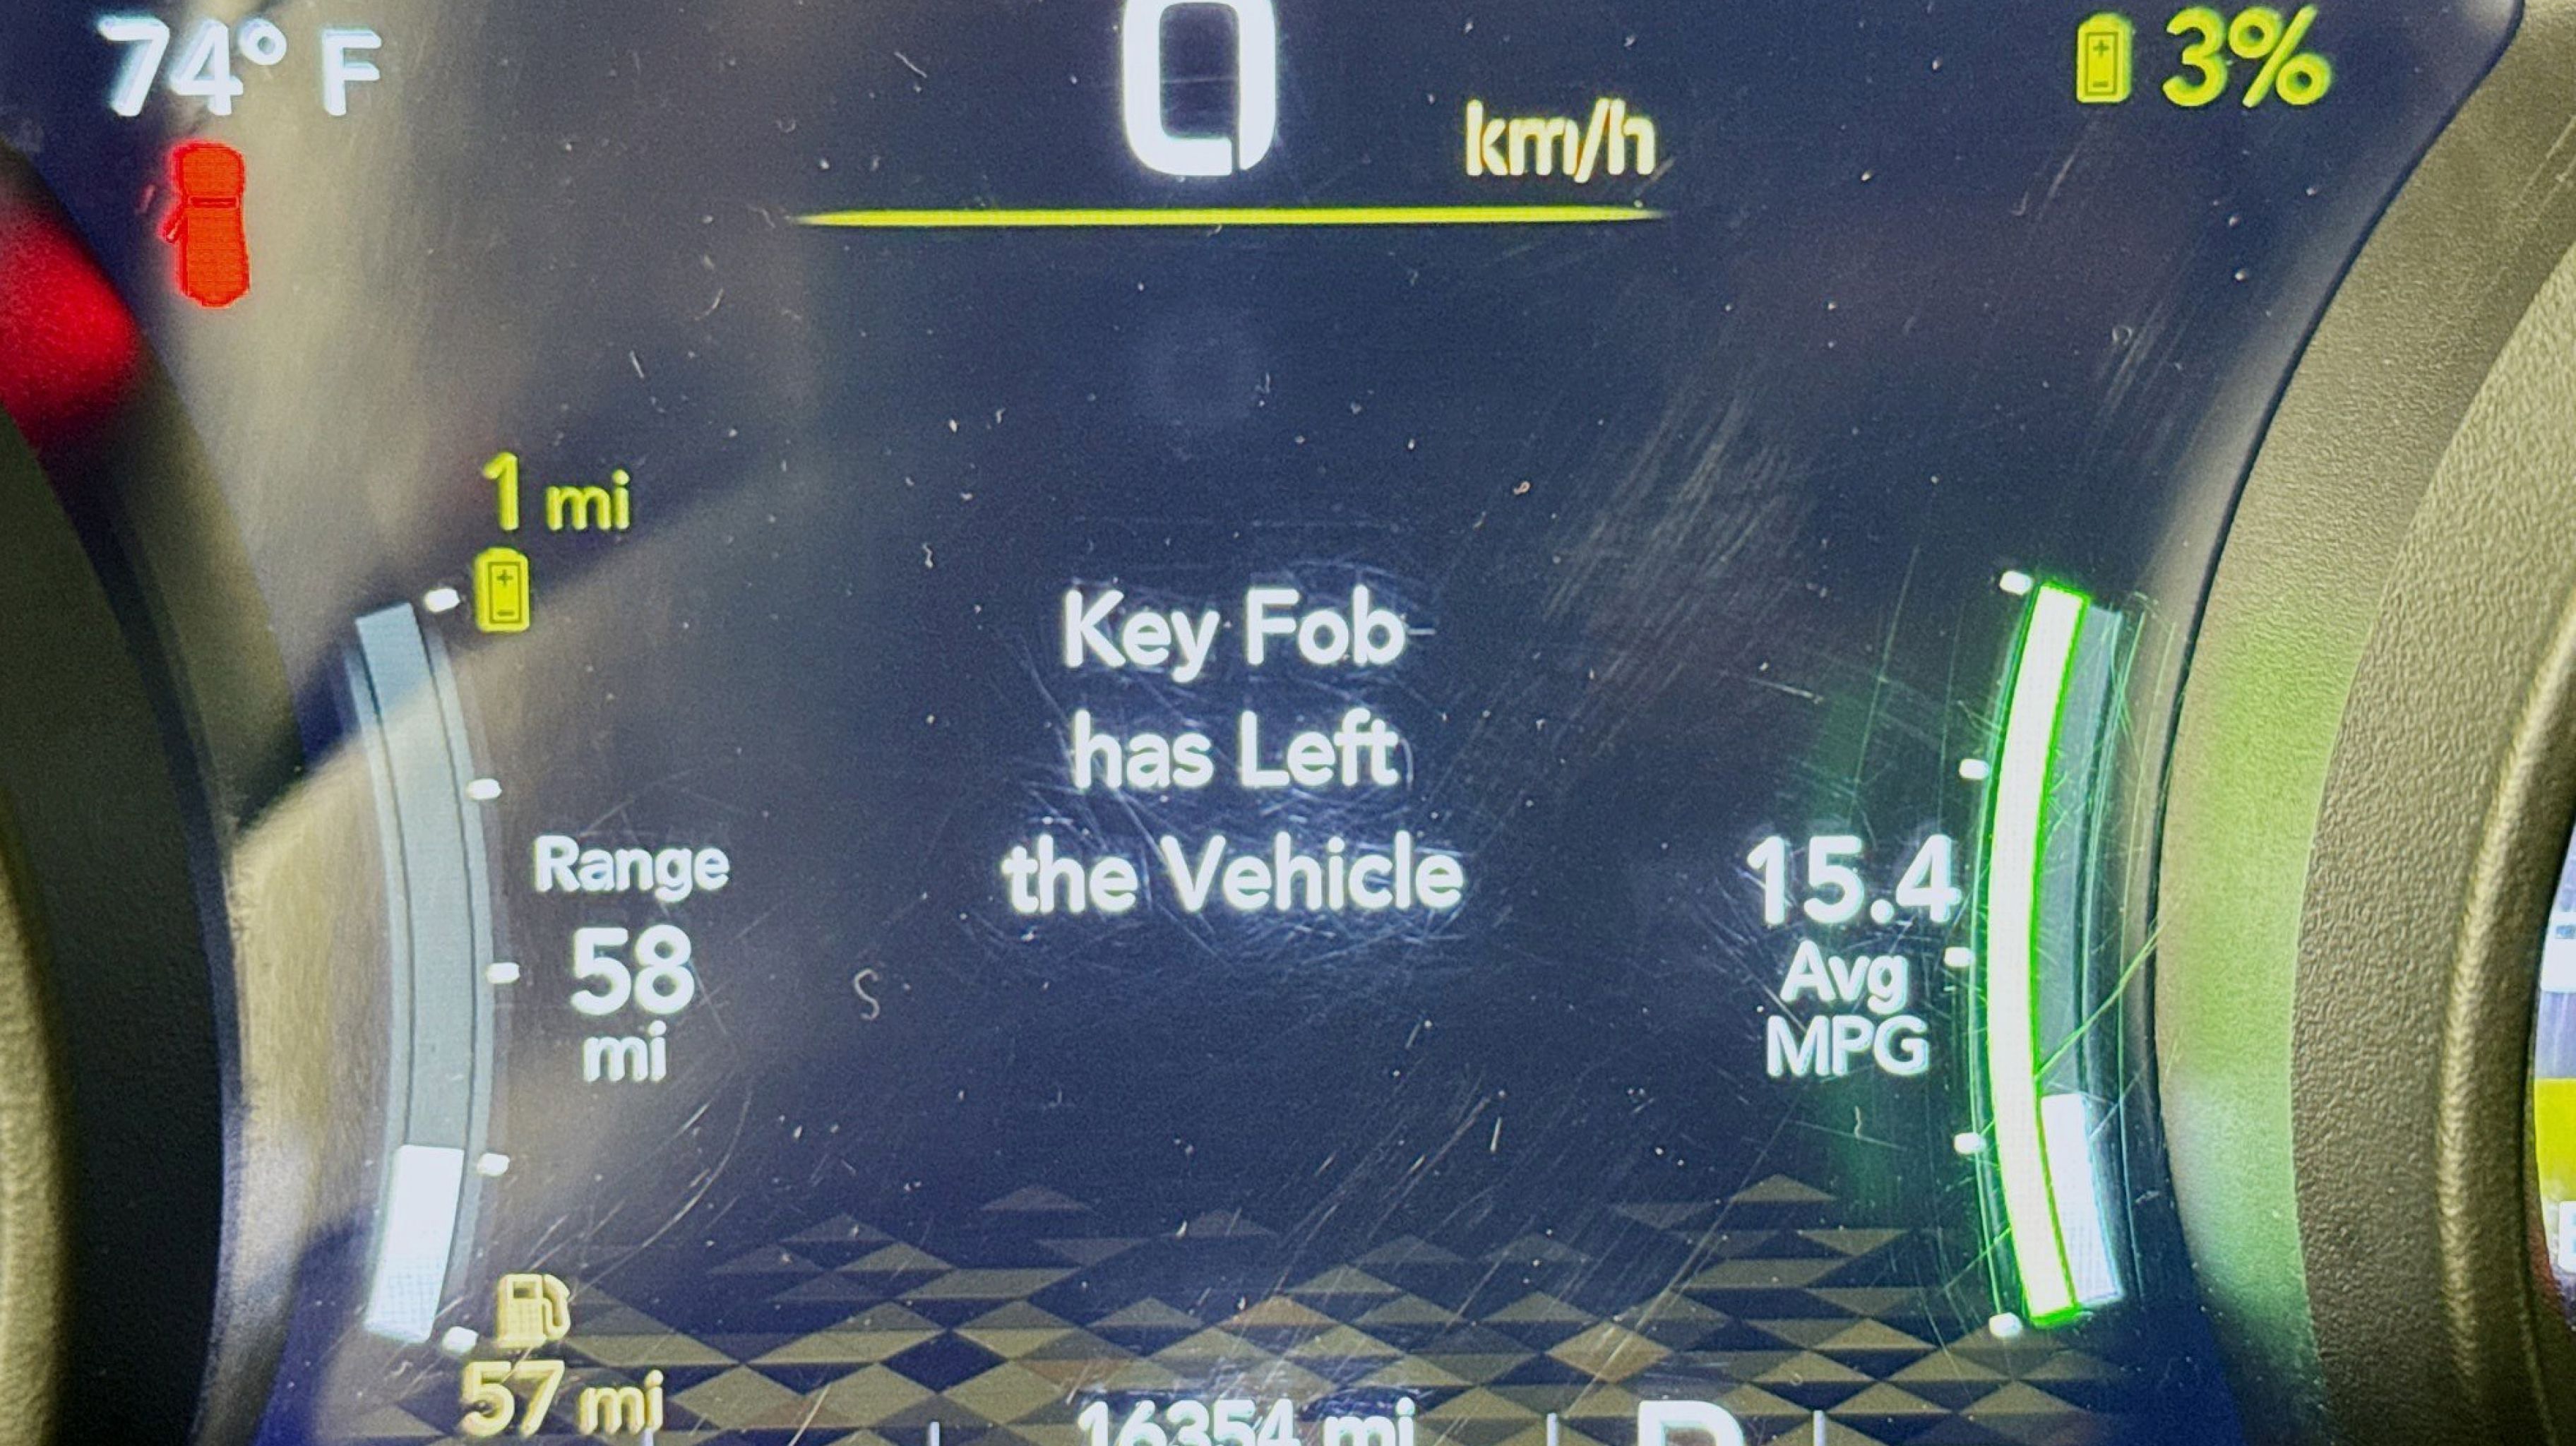 74° F
0
km/h
3%
1 mi
Key Fob
has Left
the Vehicle
Range
58
mi
15.4
Avg
MPG
57 mi
16354 mi